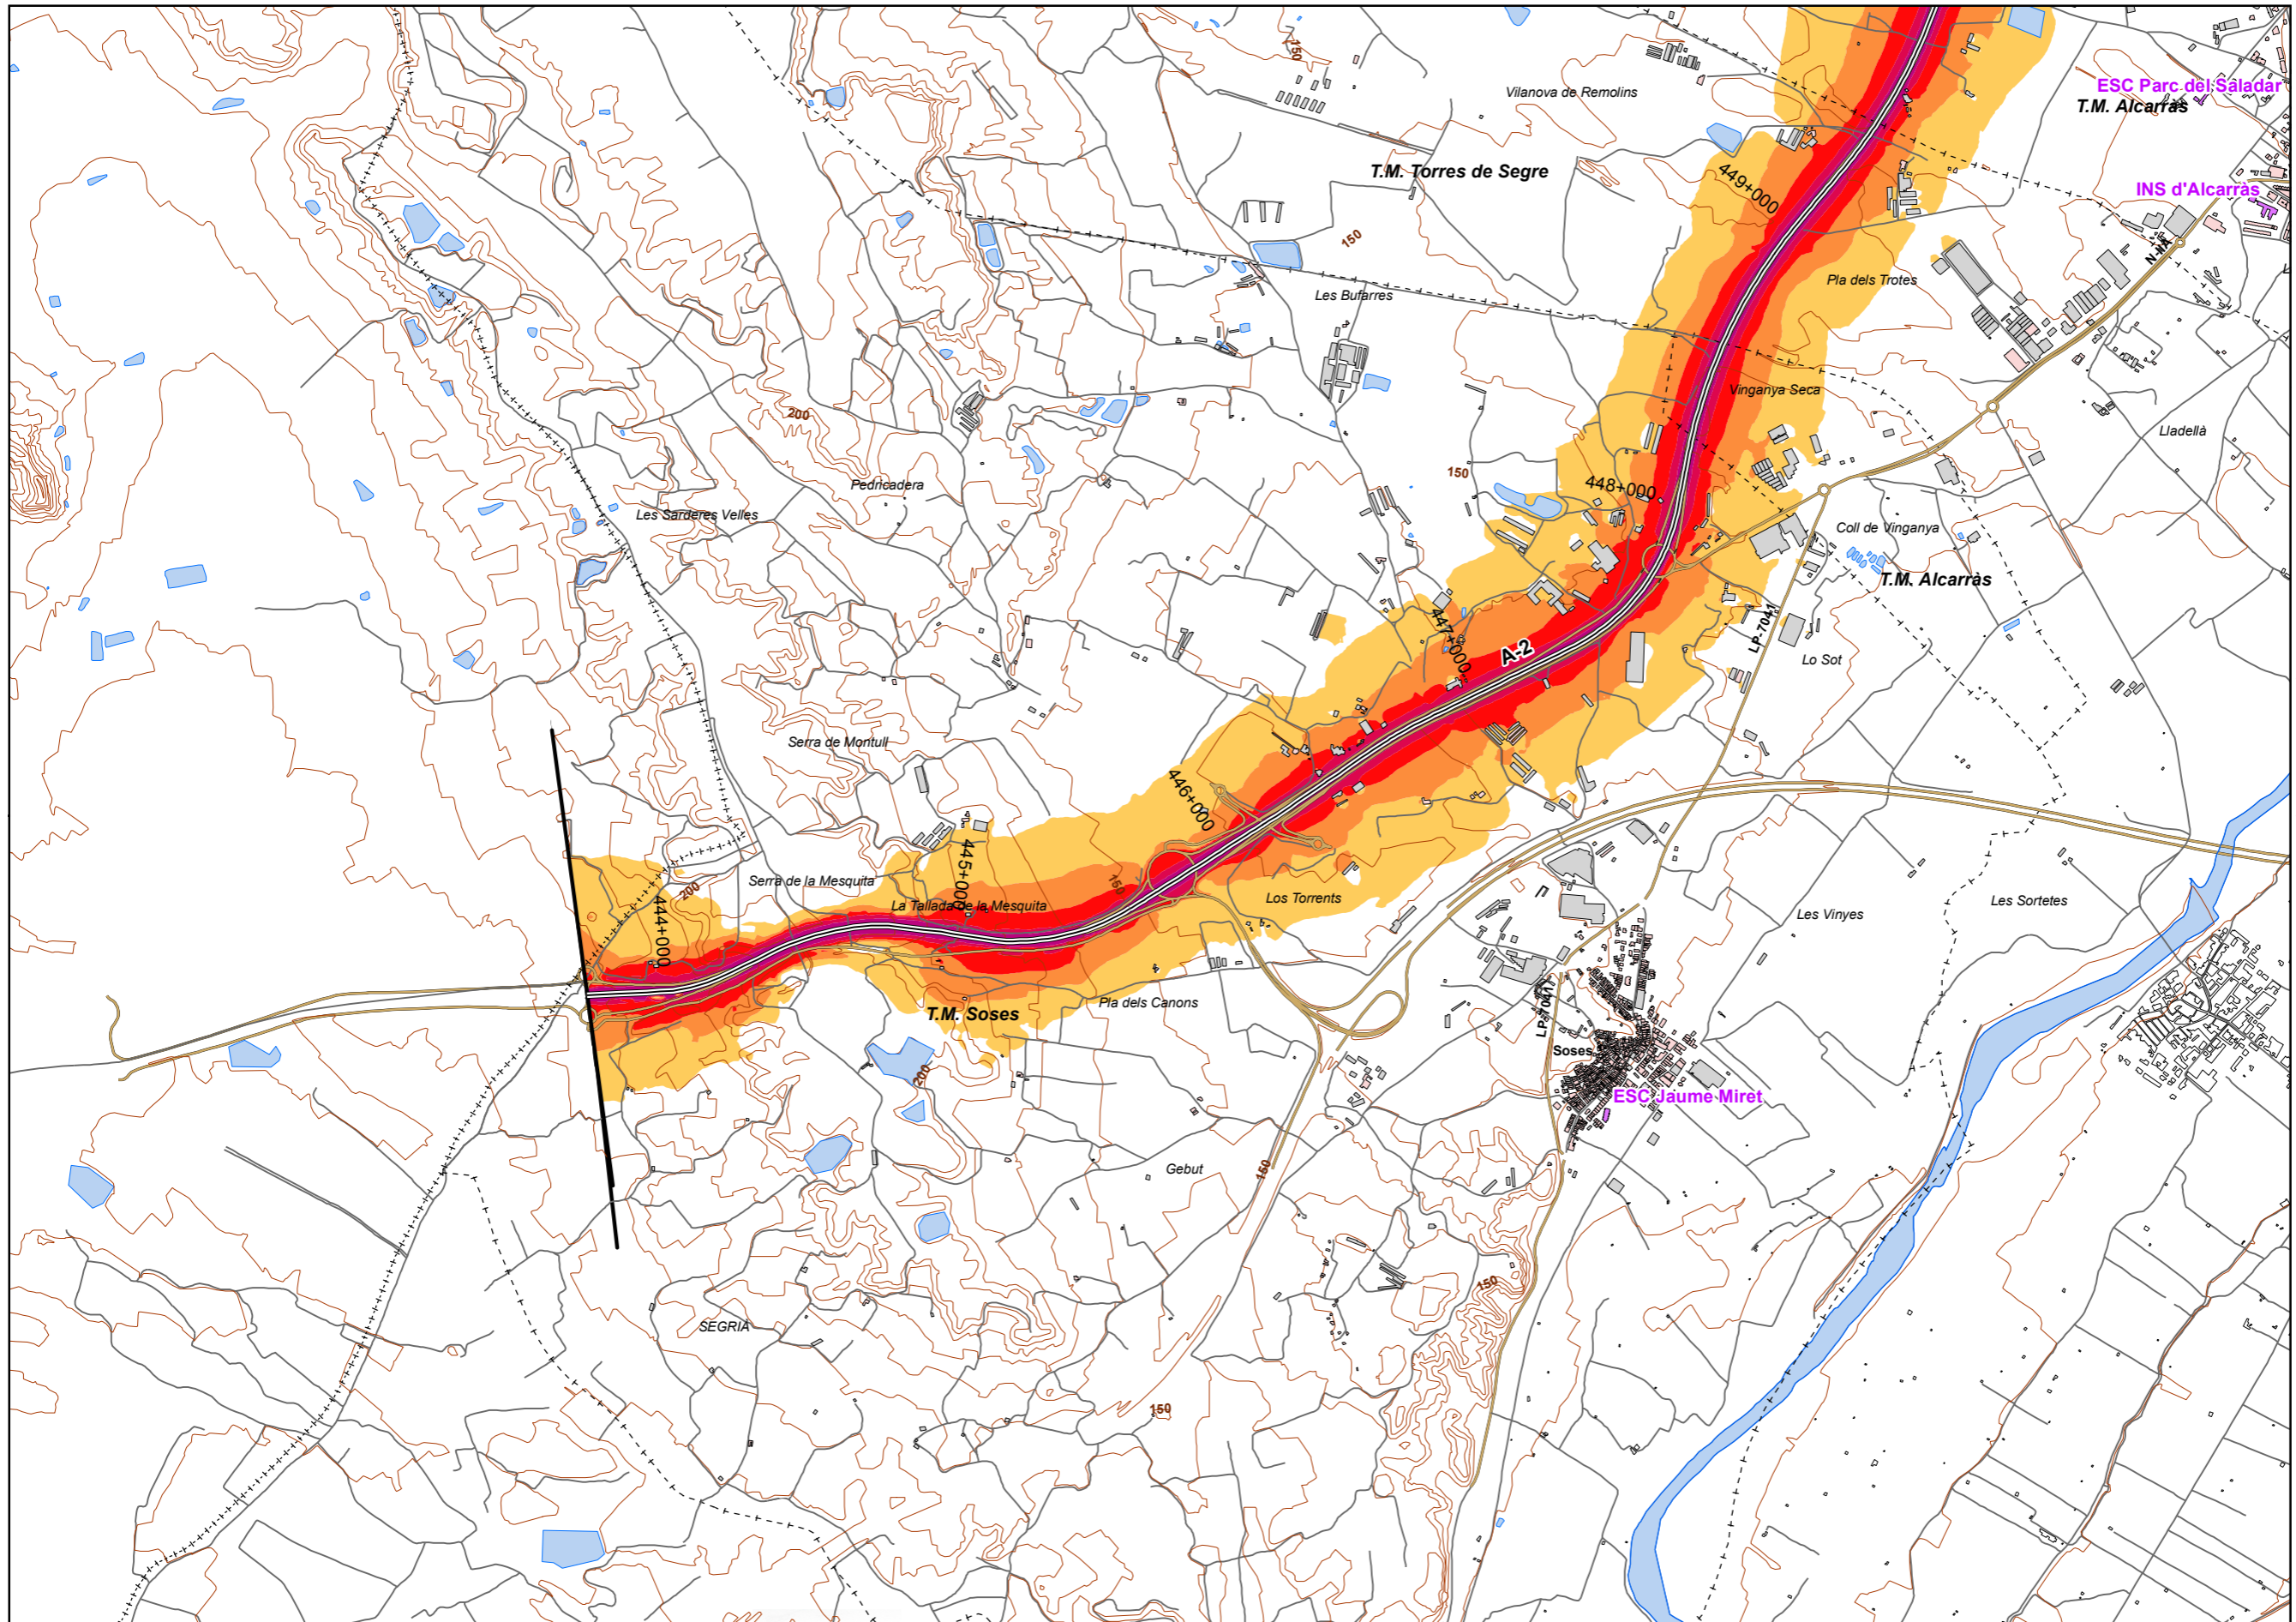 150
Vilanova de Remolins
ESC Parc del Saladar
T.M. Alcarràs
T.M. Torres de Segre
449+000
INS d'Alcarràs
150
N-IIA
Pla dels Trotes
Les Bufarres
Vinganya Seca
200
Lladellà
150
Pedricadera
448+000
Les Sarderes Velles
Coll de Vinganya
T.M. Alcarràs
447+000
LP-7041
A-2
Lo Sot
Serra de Montull
446+000
445+000
Serra de la Mesquita
150
200
La Tallada de la Mesquita
Los Torrents
Les Sortetes
Les Vinyes
444+000
Pla dels Canons
T.M. Soses
LP-7041
Soses
200
ESC Jaume Miret
Gebut
150
150
SEGRIÀ
150